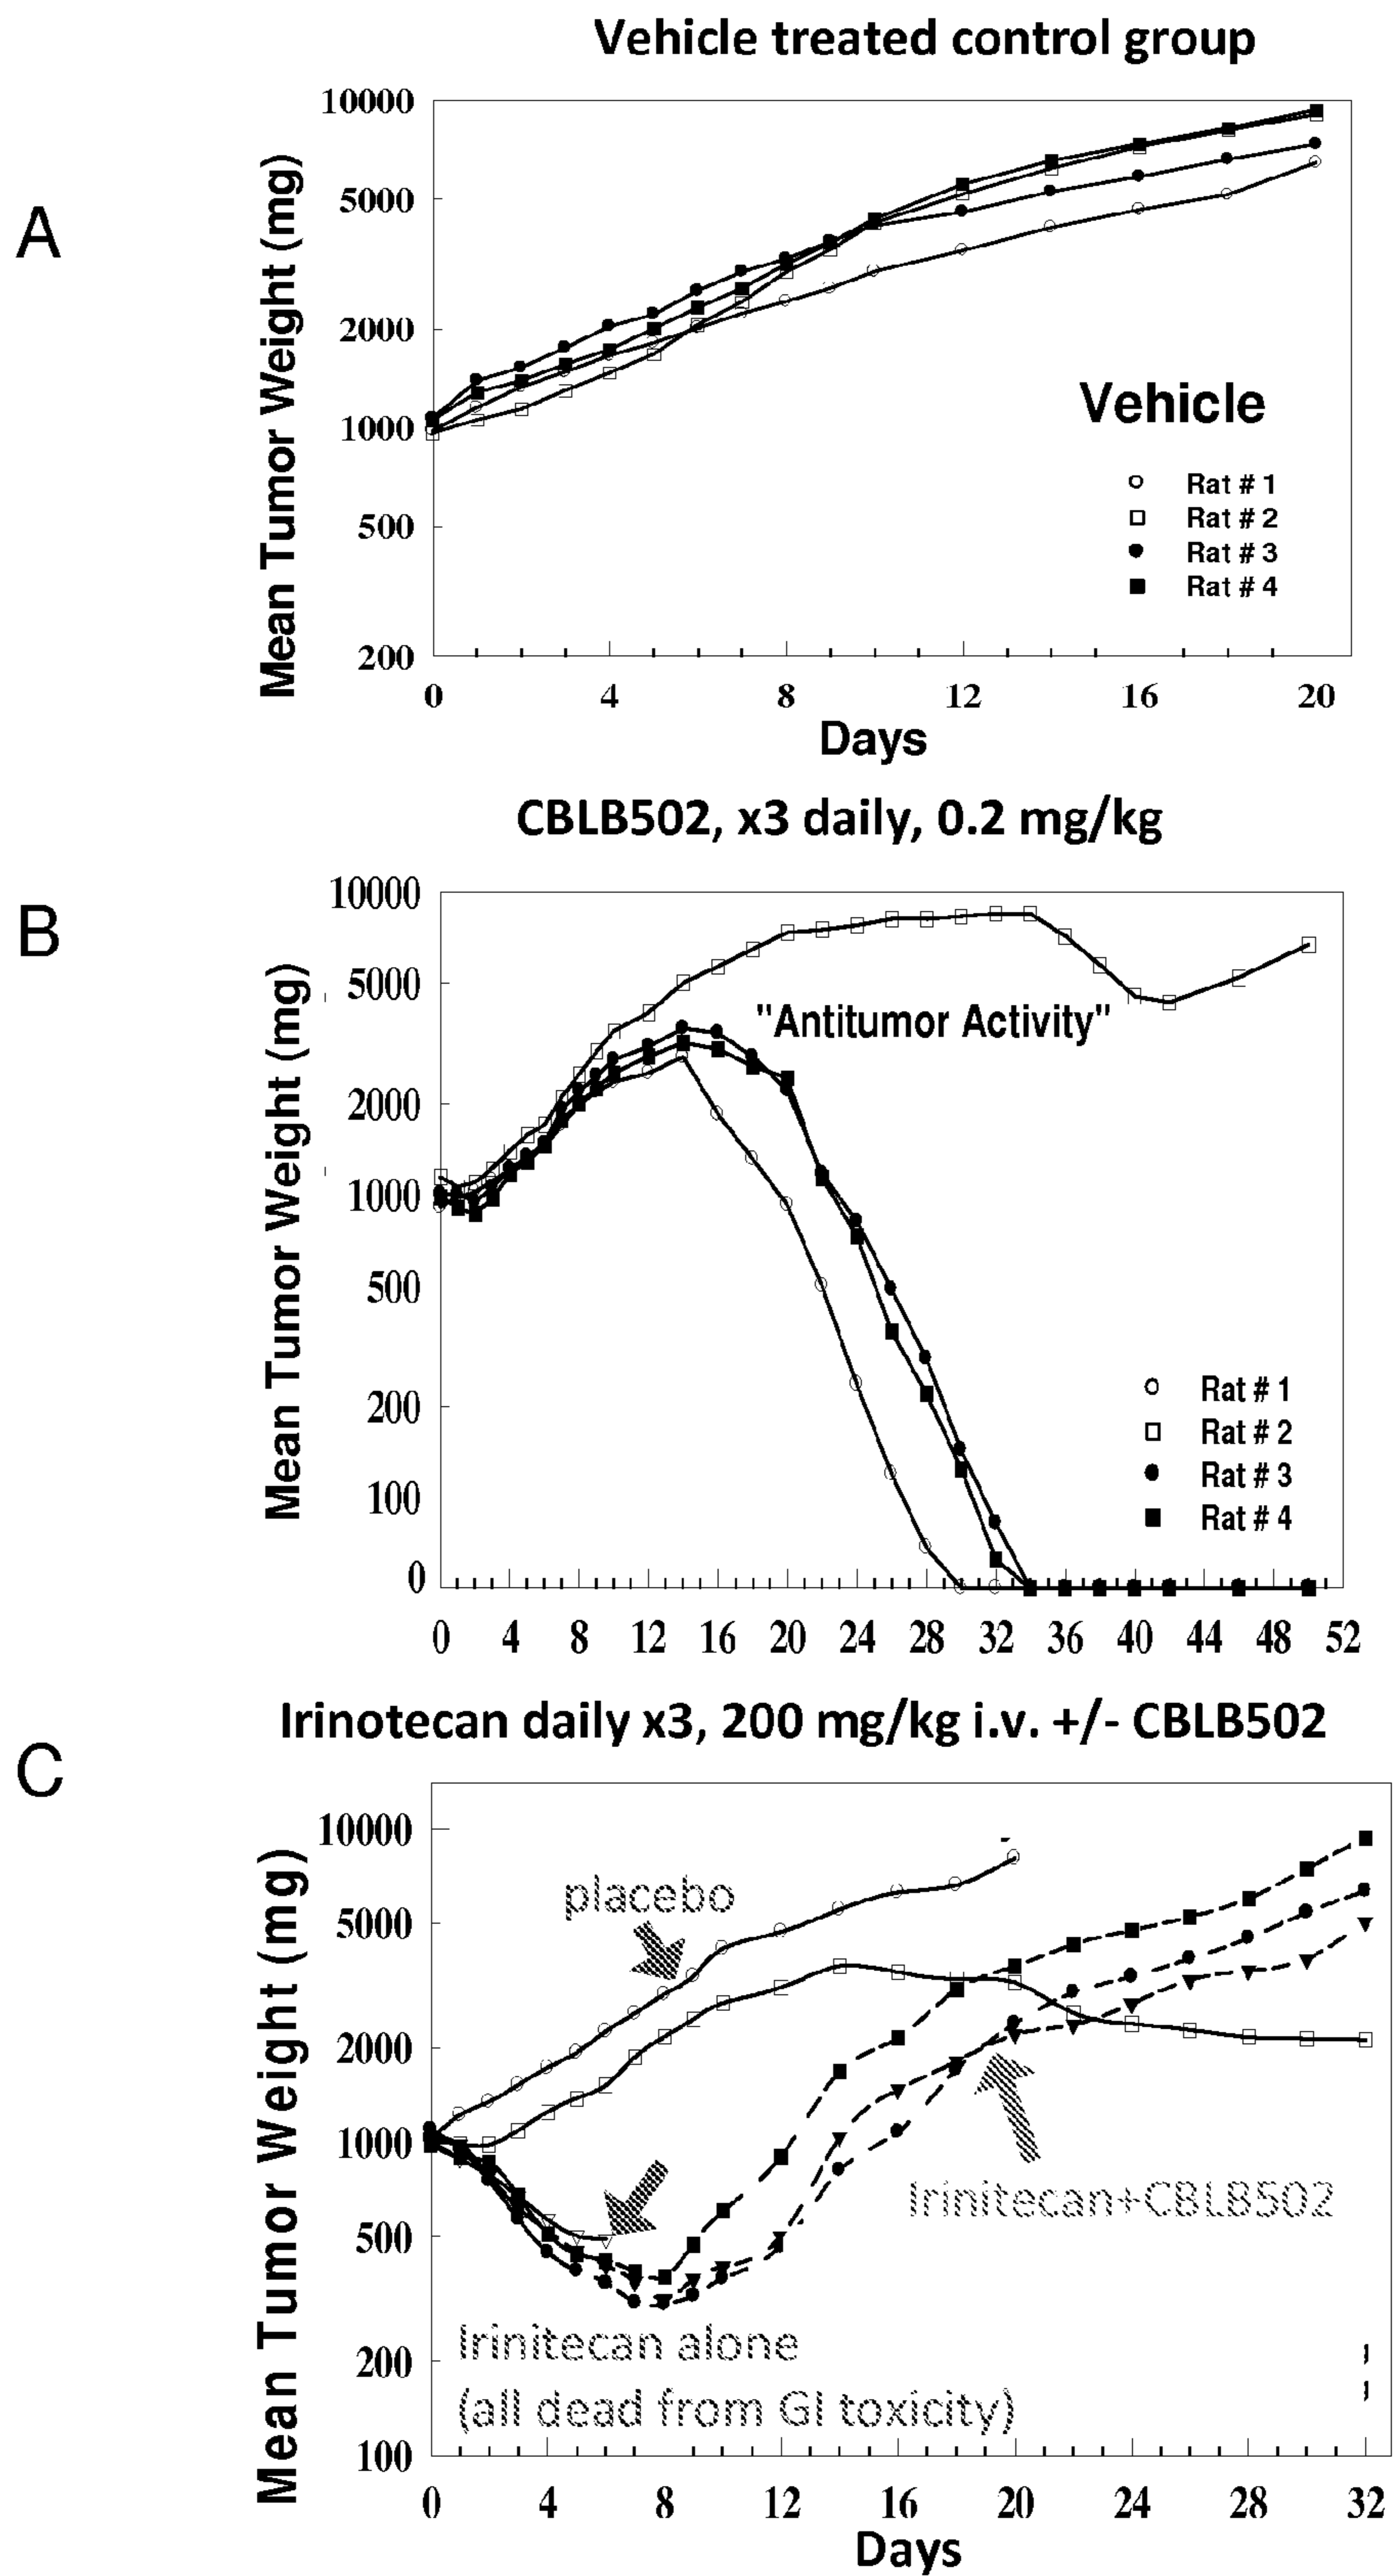 Vehicle treated control group
A
Mean Tumor Weight (mg)
10000
5000
2000
1000
500
200
Vehicle
Rat # 1
Rat # 2
Rat # 3
Rat # 4
0 4 8 12 16 20
Days
CBLB502, x3 daily, 0.2 mg/kg
B
Mean Tumor Weight (mg)
10000
5000
2000
1000
500
200
100
0
"Antitumor Activity"
Rat # 1
Rat # 2
Rat # 3
Rat # 4
0 4 8 12 16 20 24 28 32 36 40 44 48 52
Irinotecan daily x3, 200 mg/kg i.v. +/- CBLB502
C
Mean Tumor Weight (mg)
10000
5000
2000
1000
500
200
100
placebo
Irinitecan+CBLB502
Irinitecan alone
(all dead from GI toxicity)
0 4 8 12 16 20 24 28 32
Days